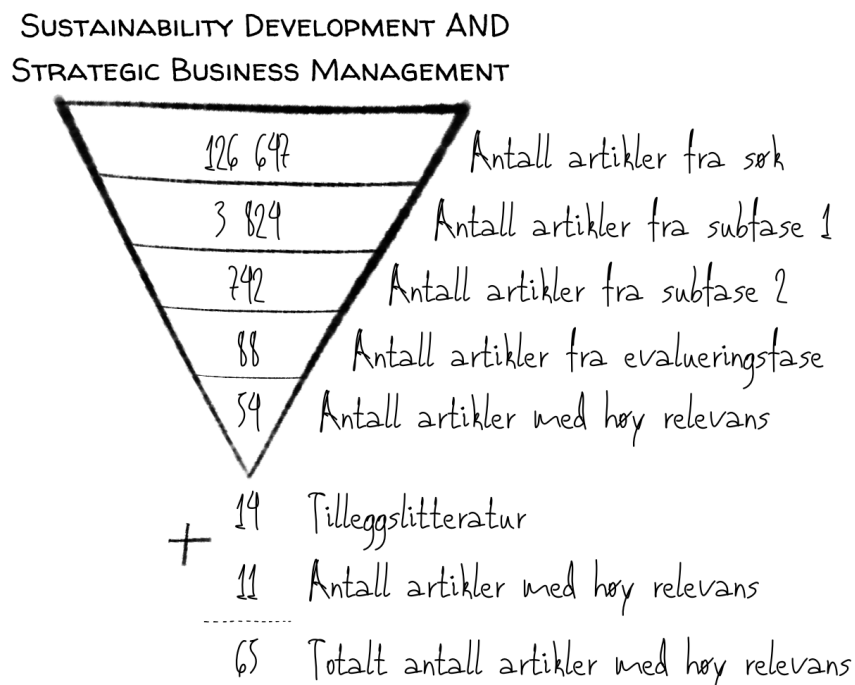 SUSTAINABILITY DEVELOPMENT AND
STRATEGIC BUSINESS MANAGEMENT
126 647 Antall artikler fra søk
3 824 Antall artikler fra subfase 1
742 Antall artikler fra subfase 2
88 Antall artikler fra evalueringsfase
54 Antall artikler med høy relevans
14 Tilleggslitteratur
+
11 Antall artikler med høy relevans
65 Totalt antall artikler med høy relevans